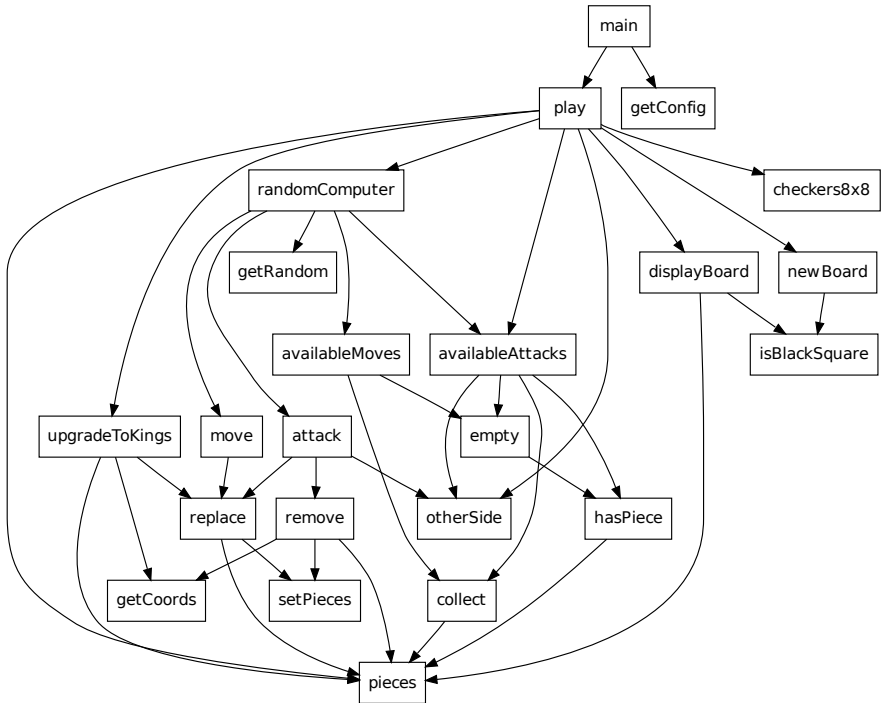 main
play
getConfig
randomComputer
checkers8x8
getRandom
displayBoard
newBoard
availableMoves
availableAttacks
isBlackSquare
upgradeToKings
move
attack
empty
replace
remove
otherSide
hasPiece
getCoords
setPieces
collect
pieces